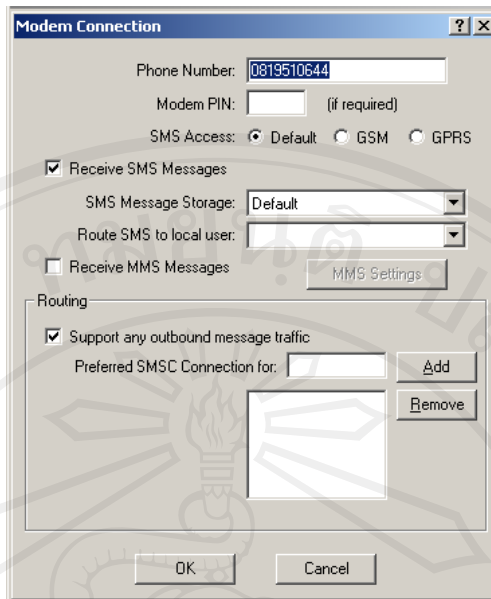 Modem Connection
Phone Number: 0819510644
Modem PIN: (if required)
SMS Access: Default GSM GPRS
Receive SMS Messages
SMS Message Storage: Default
Route SMS to local user:
Receive MMS Messages MMS Settings
Routing
Support any outbound message traffic
Preferred SMSC Connection for: Add
Remove
OK Cancel